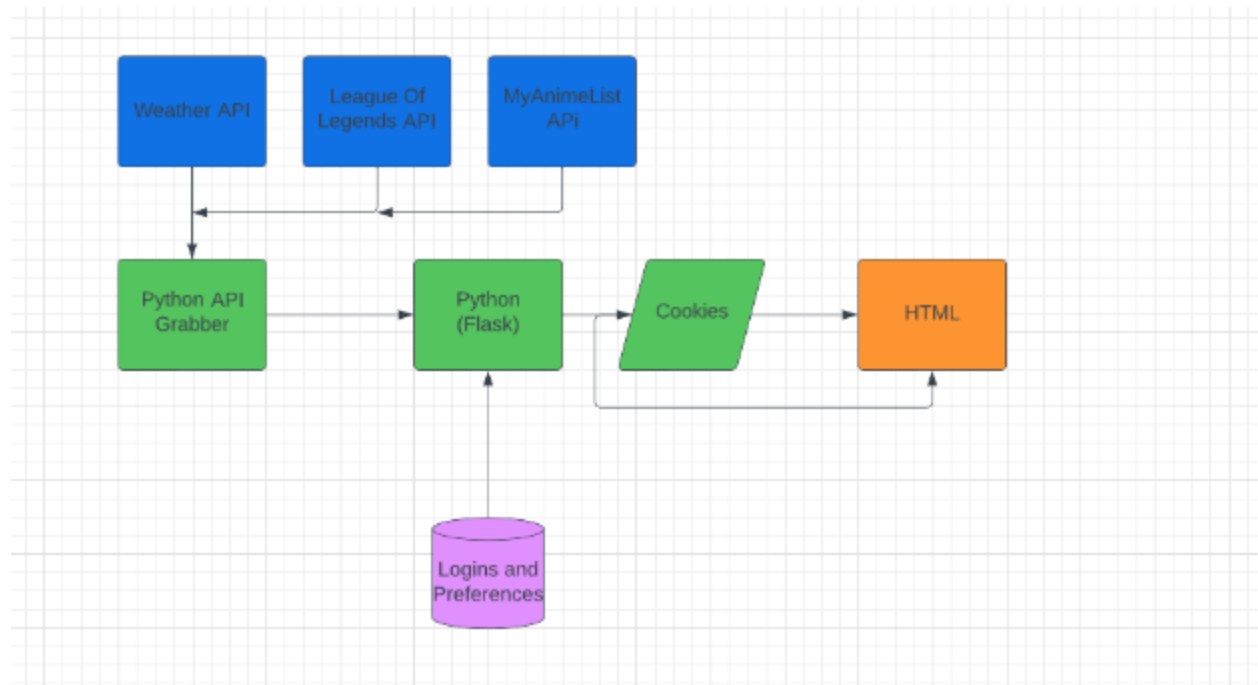 Weather API
League Of
Legends API
MyAnimeList
APi
Python API
Grabber
Python
(Flask)
Cookies
HTML
Logins and
Preferences